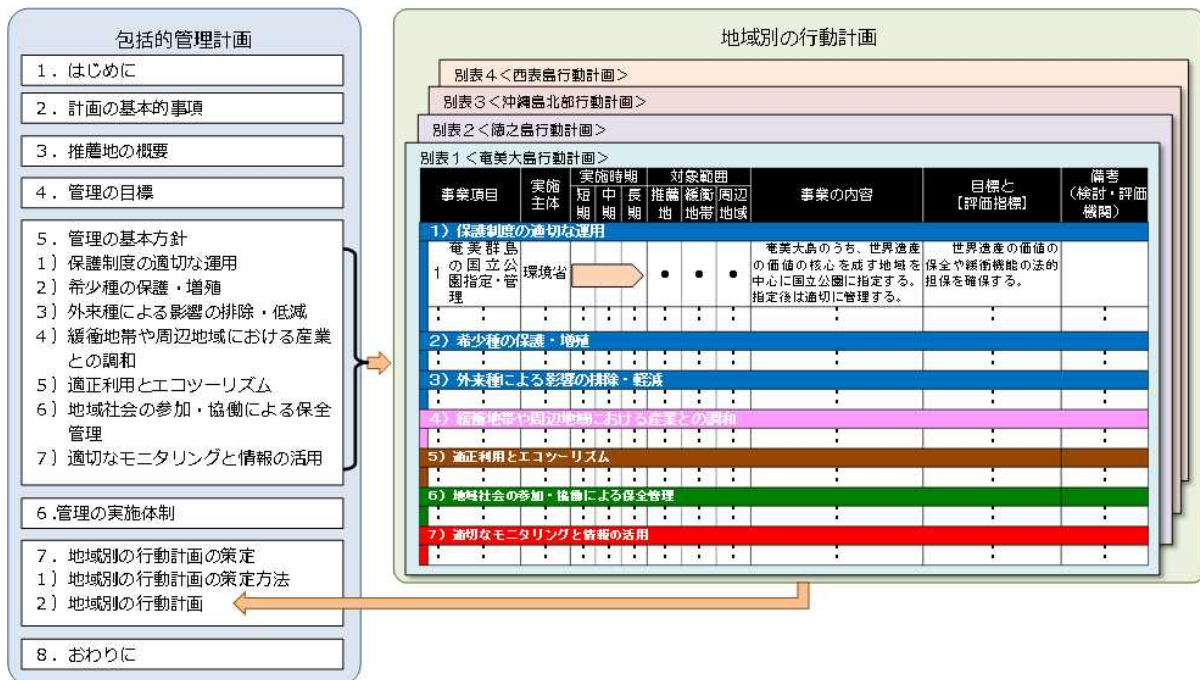 包括的管理計画
1．はじめに
2．計画の基本的事項
3．推薦地の概要
4．管理の目標
5．管理の基本方針
1）保護制度の適切な運用
2）希少種の保護・増殖
3）外来種による影響の排除・低減
4）緩衝地帯や周辺地域における産業
との調和
5）適正利用とエコツーリズム
6）地域社会の参加・協働による保全
管理
7）適切なモニタリングと情報の活用
6.管理の実施体制
7．地域別の行動計画の策定
1）地域別の行動計画の策定方法
2）地域別の行動計画
8．おわりに
地域別の行動計画
別表4＜西表島行動計画＞
別表3＜沖縄島北部行動計画＞
別表2＜徳之島行動計画＞
別表1＜奄美大島行動計画＞
事業項目
実施
主体
実施時期
短
期
中
期
長
期
対象範囲
推薦
地
緩衝
地帯
周辺
地域
事業の内容
目標と
【評価指標】
備考
（検討・評価
機関）
1）保護制度の適切な運用
1
奄美群島
の国立公
園指定・管
理
環境省
● ● ●
奄美大島のうち、世界遺産
の価値の核心を成す地域を
中心に国立公園に指定する。
指定後は適切に管理する。
世界遺産の価値の
保全や緩衝機能の法的
担保を確保する。
2）希少種の保護・増殖
3）外来種による影響の排除・軽減
4）緩衝地帯や周辺地域における産業との調和
5）適正利用とエコツーリズム
6）地域社会の参加・協働による保全管理
7）適切なモニタリングと情報の活用